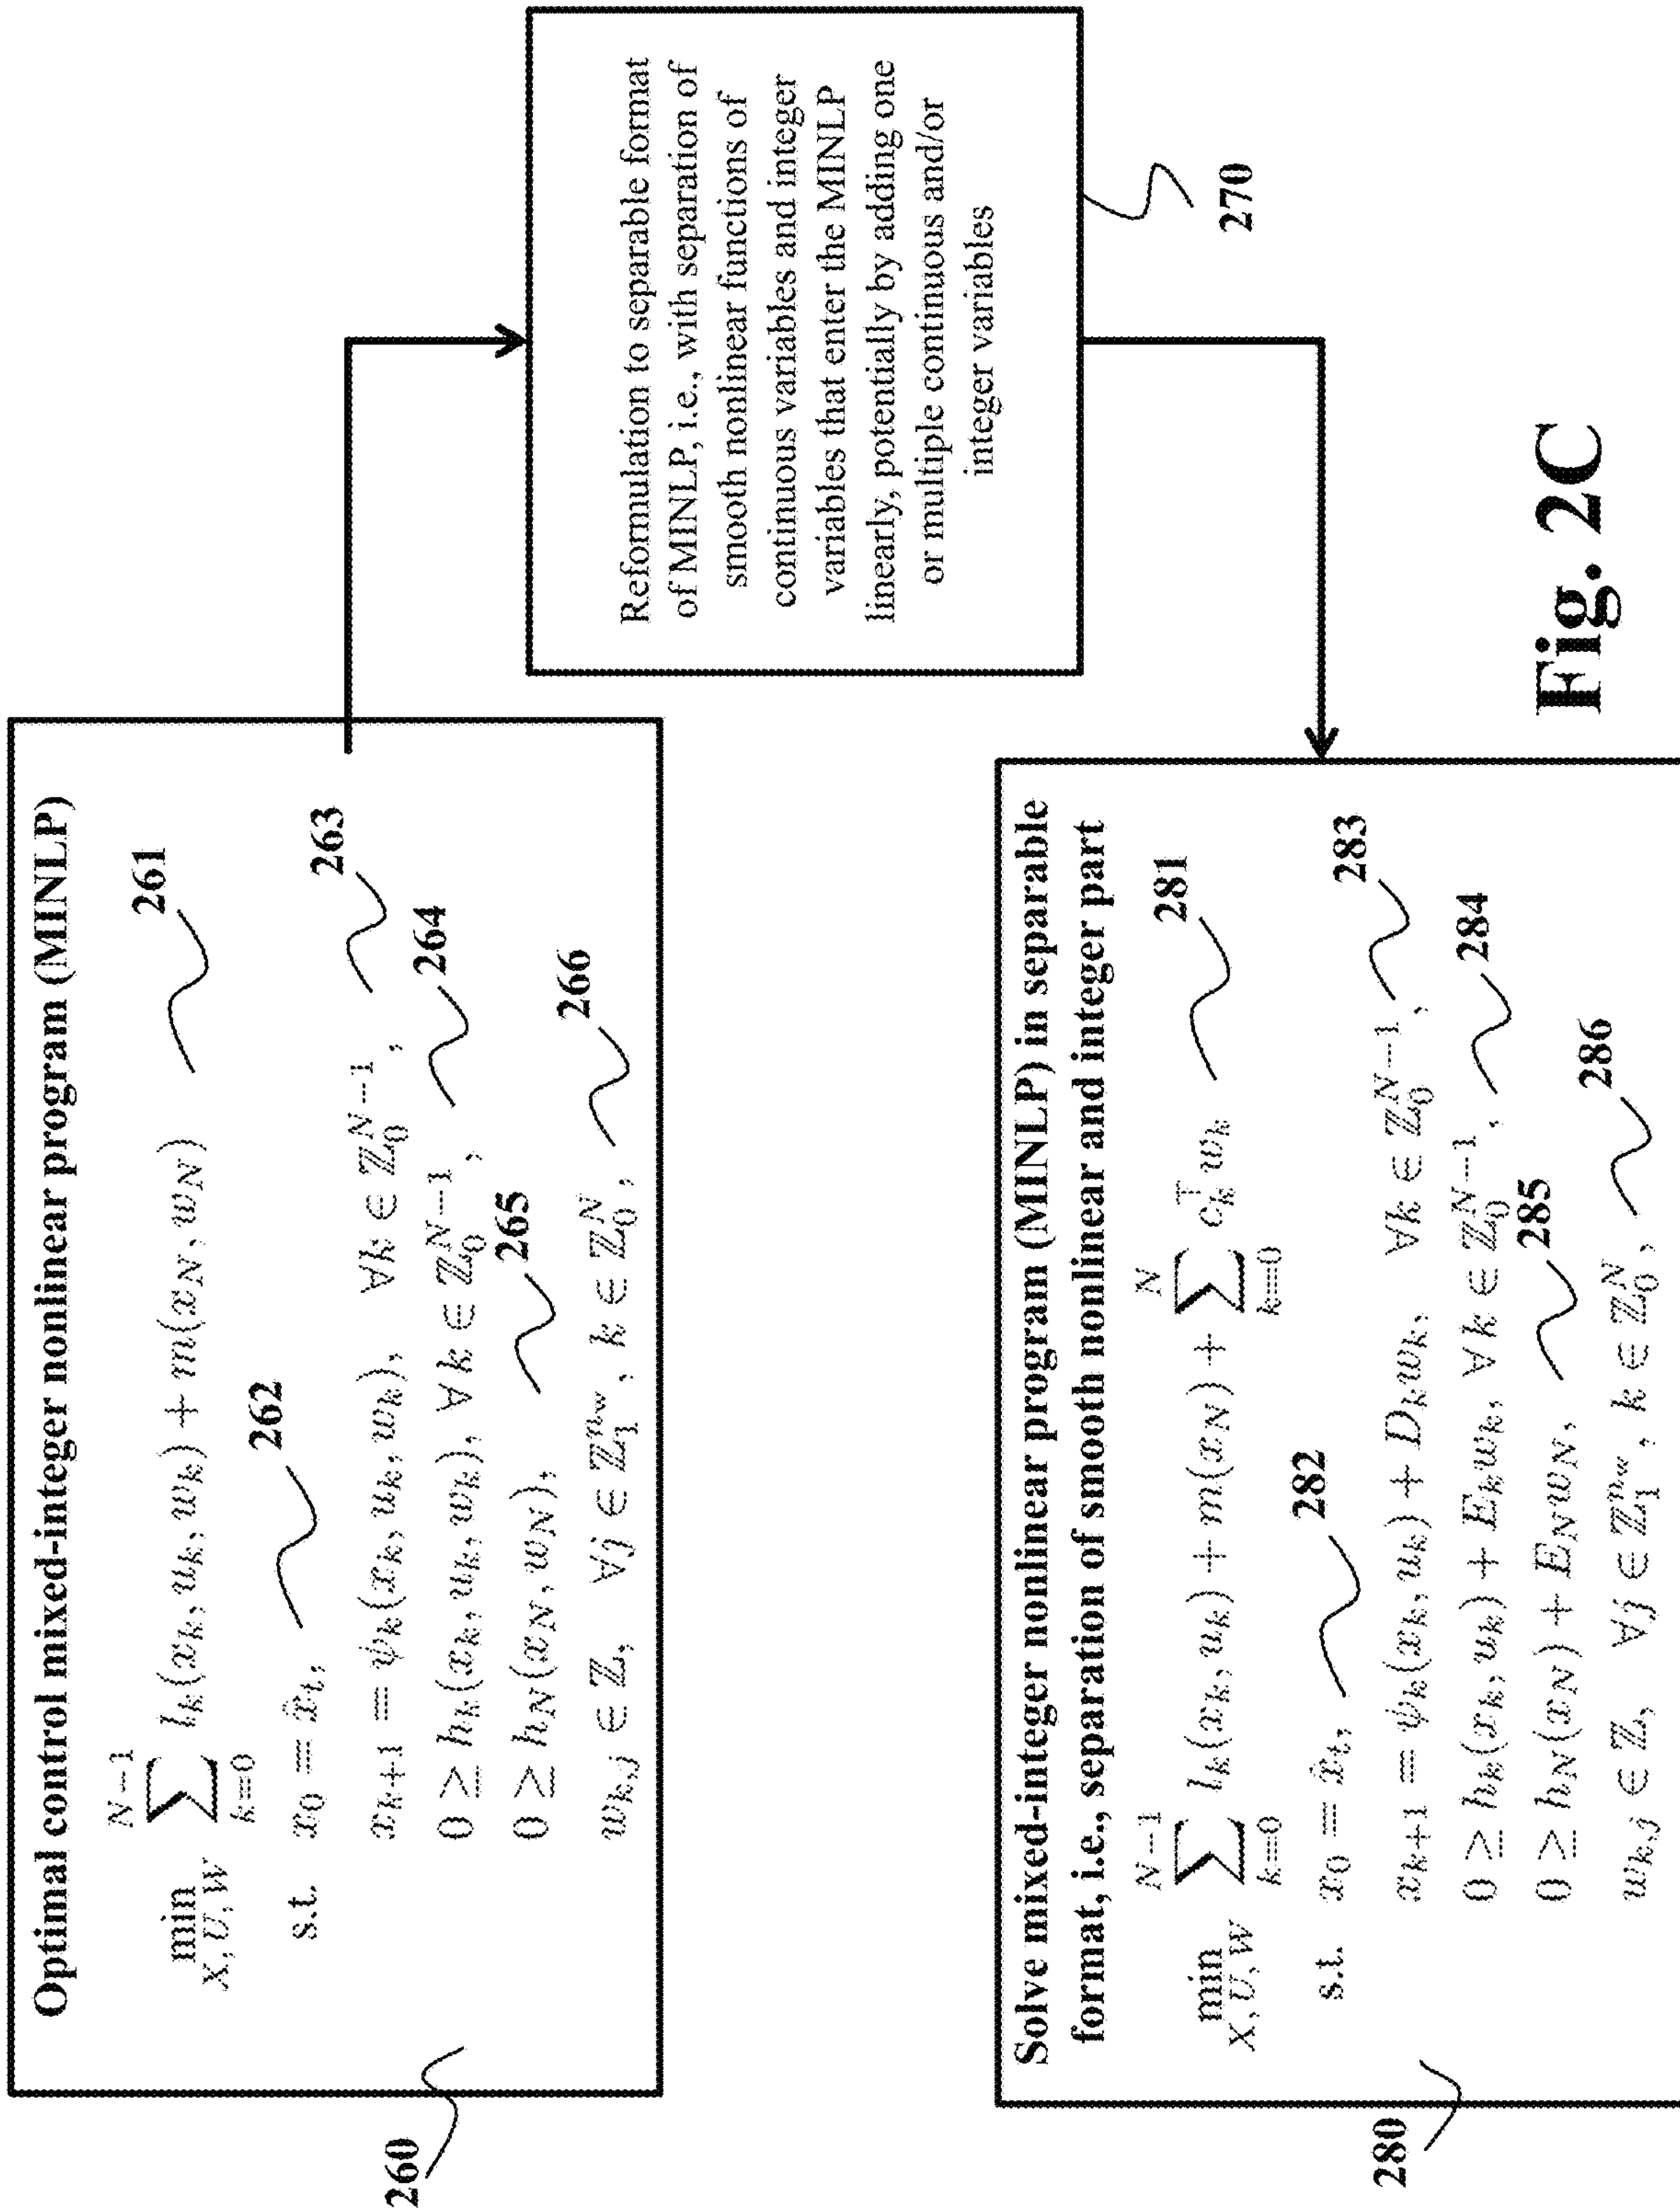 Optimal control mixed-integer nonlinear program (MINLP)
min_{X,U,W} \sum_{k=0}^{N-1} l_k(x_k, u_k, w_k) + m(x_N, w_N)
261
262
s.t. x_0 = \hat{x}_t,
263
x_{k+1} = ψ_k(x_k, u_k, w_k), ∀k ∈ ℤ_0^{N-1},
264
0 ≥ h_k(x_k, u_k, w_k), ∀k ∈ ℤ_0^{N-1},
265
0 ≥ h_N(x_N, w_N),
266
w_{k,j} ∈ ℤ, ∀j ∈ ℤ_1^{n_w}, k ∈ ℤ_0^N,
260
Reformulation to separable format
of MINLP, i.e., with separation of
smooth nonlinear functions of
continuous variables and integer
variables that enter the MINLP
linearly, potentially by adding one
or multiple continuous and/or
integer variables
270
Solve mixed-integer nonlinear program (MINLP) in separable
format, i.e., separation of smooth nonlinear and integer part
min_{X,U,W} \sum_{k=0}^{N-1} l_k(x_k, u_k) + m(x_N) + \sum_{k=0}^{N} c_k^⊤ w_k
281
282
s.t. x_0 = \hat{x}_t,
283
x_{k+1} = ψ_k(x_k, u_k) + D_k w_k, ∀k ∈ ℤ_0^{N-1},
284
0 ≥ h_k(x_k, u_k) + E_k w_k, ∀k ∈ ℤ_0^{N-1},
285
0 ≥ h_N(x_N) + E_N w_N,
286
w_{k,j} ∈ ℤ, ∀j ∈ ℤ_1^{n_w}, k ∈ ℤ_0^N,
280
Fig. 2C